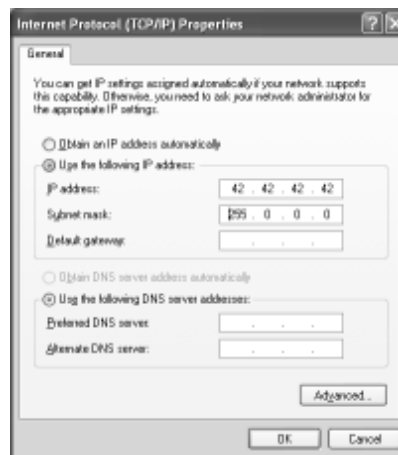 Internet Protocol (TCP/IP) Properties
General
You can get IP settings assigned automatically if your network supports
this capability. Otherwise, you need to ask your network administrator for
the appropriate IP settings.
Obtain an IP address automatically
Use the following IP address:
IP address: 42 . 42 . 42 . 42
Subnet mask: 255 . 0 . 0 . 0
Default gateway: . . .
Obtain DNS server address automatically
Use the following DNS server addresses:
Preferred DNS server: . . .
Alternate DNS server: . . .
Advanced...
OK Cancel